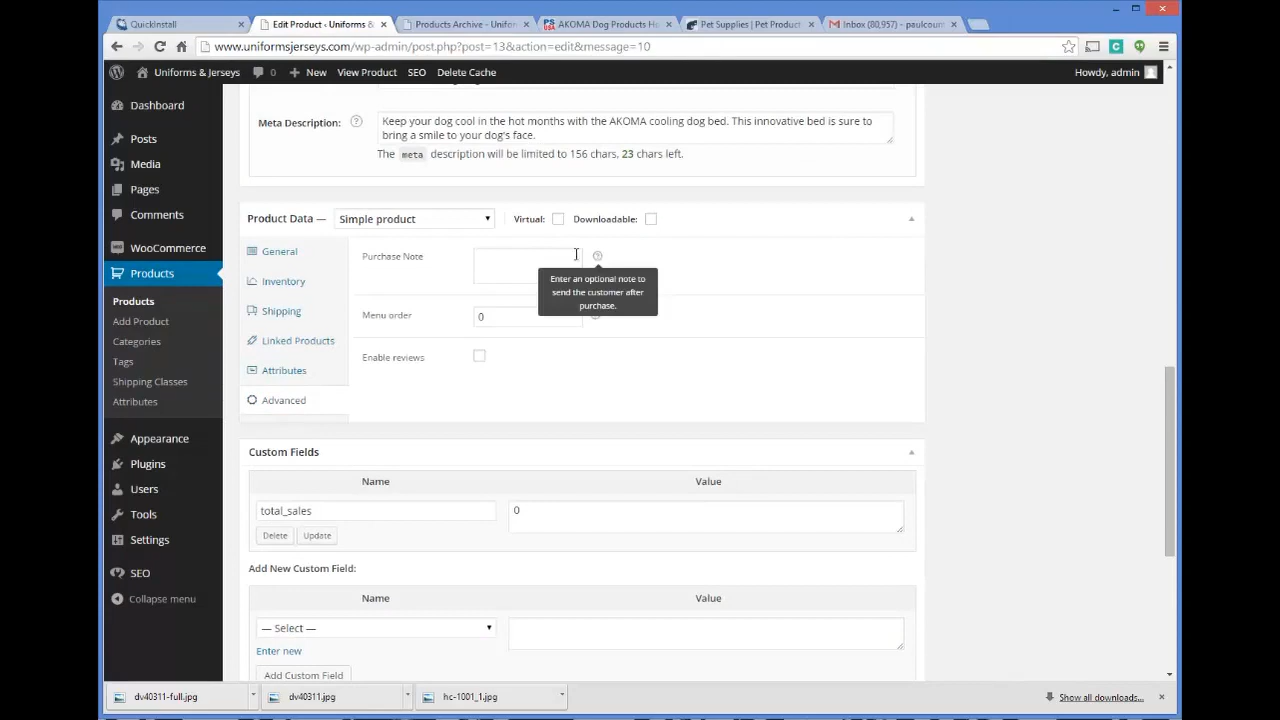 QuickInstall
Edit Product ‹ Uniforms &
Products Archive - Uniforr
AKOMA Dog Products Ho
Pet Supplies | Pet Product
Inbox (80,957) - paulcoum
www.uniformsjerseys.com/wp-admin/post.php?post=13&action=edit&message=10
Uniforms & Jerseys
0
New
View Product
SEO
Delete Cache
Howdy, admin
Dashboard
Posts
Media
Pages
Comments
WooCommerce
Products
Products
Add Product
Categories
Tags
Shipping Classes
Attributes
Appearance
Plugins
Users
Tools
Settings
SEO
Collapse menu
Meta Description:
Keep your dog cool in the hot months with the AKOMA cooling dog bed. This innovative bed is sure to
bring a smile to your dog's face.
The meta description will be limited to 156 chars, 23 chars left.
Product Data — Simple product
Virtual:
Downloadable:
General
Inventory
Shipping
Linked Products
Attributes
Advanced
Purchase Note
Enter an optional note to
send the customer after
purchase.
Menu order
0
Enable reviews
Custom Fields
Name
Value
total_sales
0
Delete
Update
Add New Custom Field:
Name
Value
— Select —
Enter new
Add Custom Field
dv40311-full.jpg
dv40311.jpg
hc-1001_1.jpg
Show all downloads...